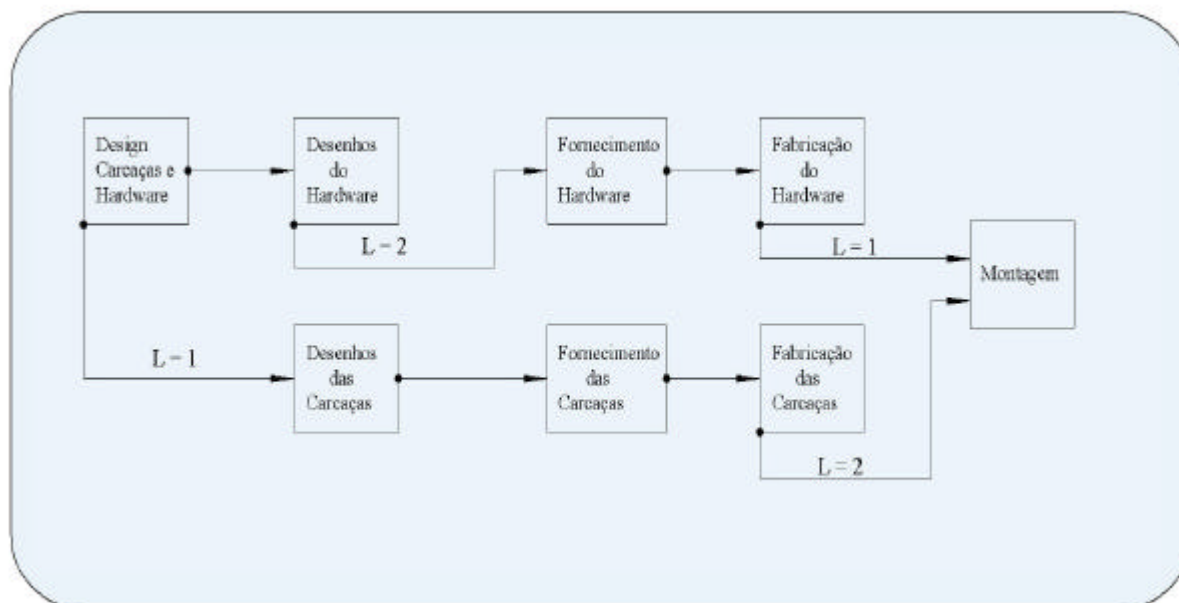 Design
Carcaças e
Hardware
Desenhos
do
Hardware
Fornecimento
do
Hardware
Fabricação
do
Hardware
L = 2
L = 1
Montagem
L = 1
Desenhos
das
Carcaças
Fornecimento
das
Carcaças
Fabricação
das
Carcaças
L = 2